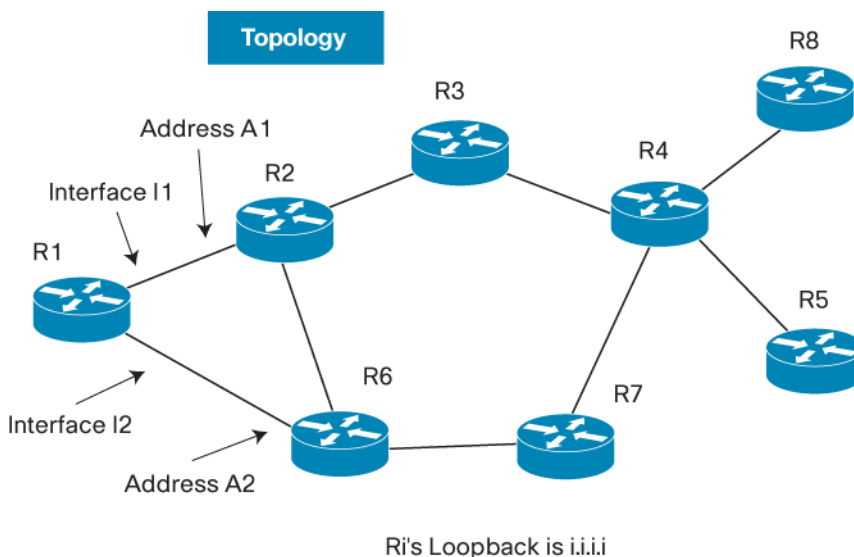 Topology
R8
R3
Address A1
R4
R2
Interface I1
R1
R5
R6
R7
Interface I2
Address A2
Ri's Loopback is i.i.i.i